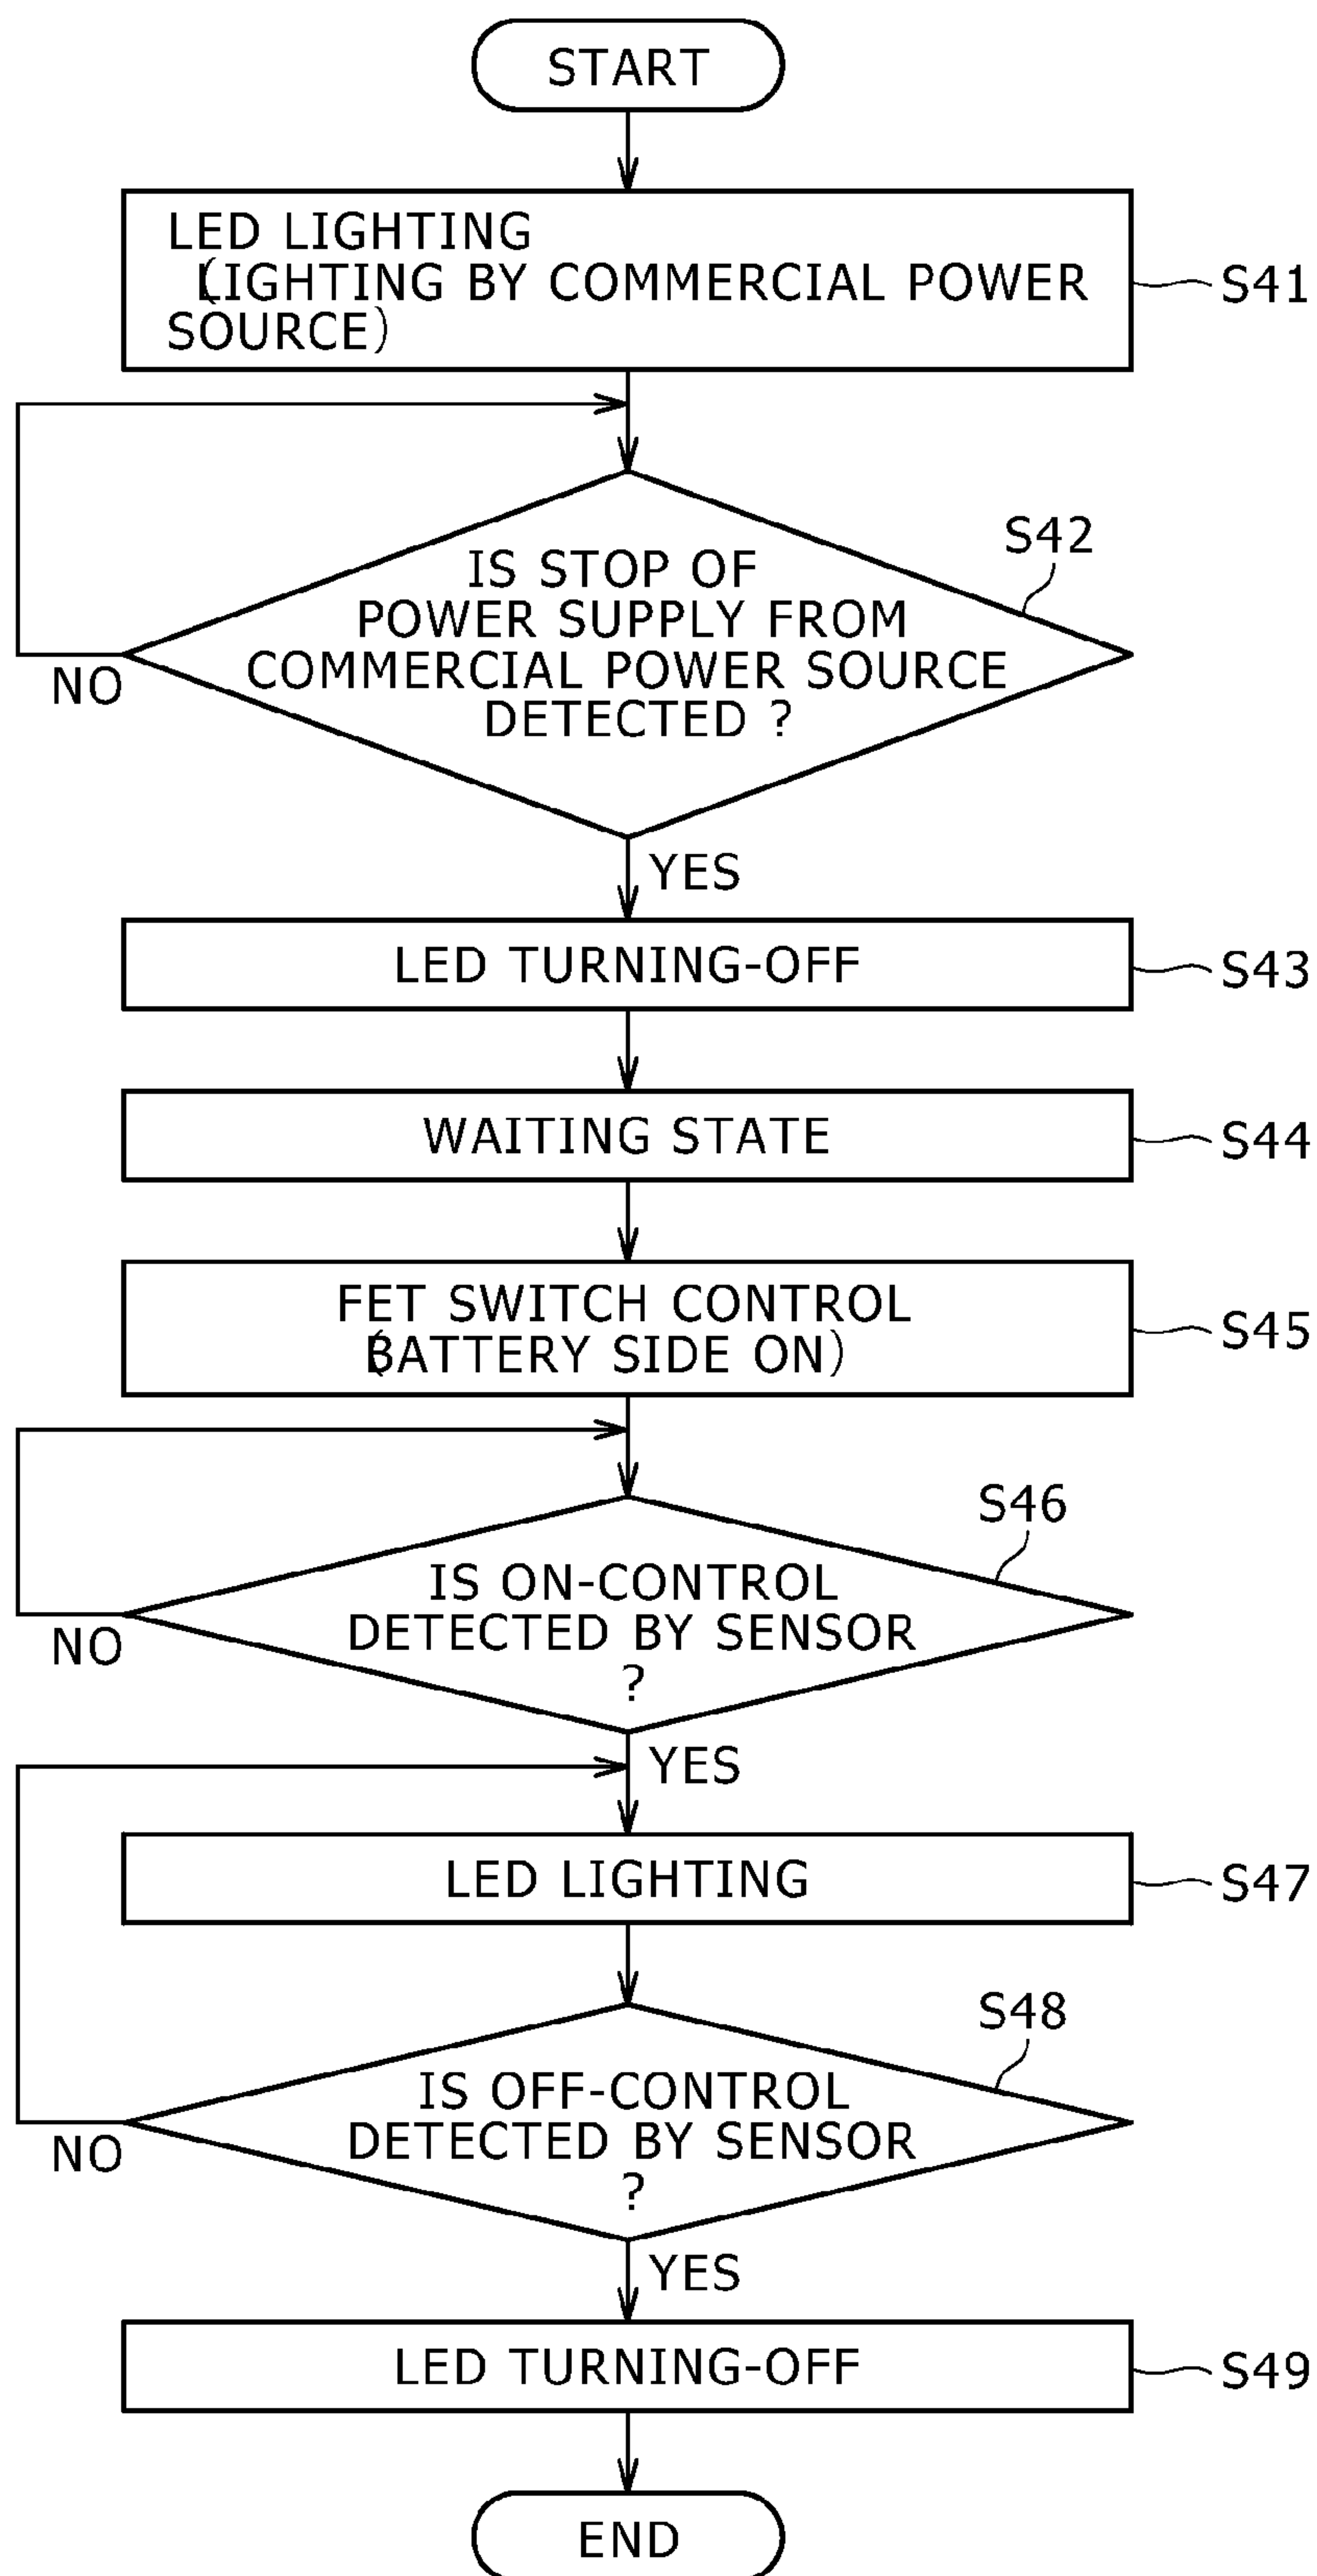 START
LED LIGHTING
(LIGHTING BY COMMERCIAL POWER
SOURCE)
S41
S42
IS STOP OF
POWER SUPPLY FROM
COMMERCIAL POWER SOURCE
DETECTED ?
NO
YES
LED TURNING-OFF
S43
WAITING STATE
S44
FET SWITCH CONTROL
(BATTERY SIDE ON)
S45
S46
IS ON-CONTROL
DETECTED BY SENSOR
?
NO
YES
LED LIGHTING
S47
S48
IS OFF-CONTROL
DETECTED BY SENSOR
?
NO
YES
LED TURNING-OFF
S49
END